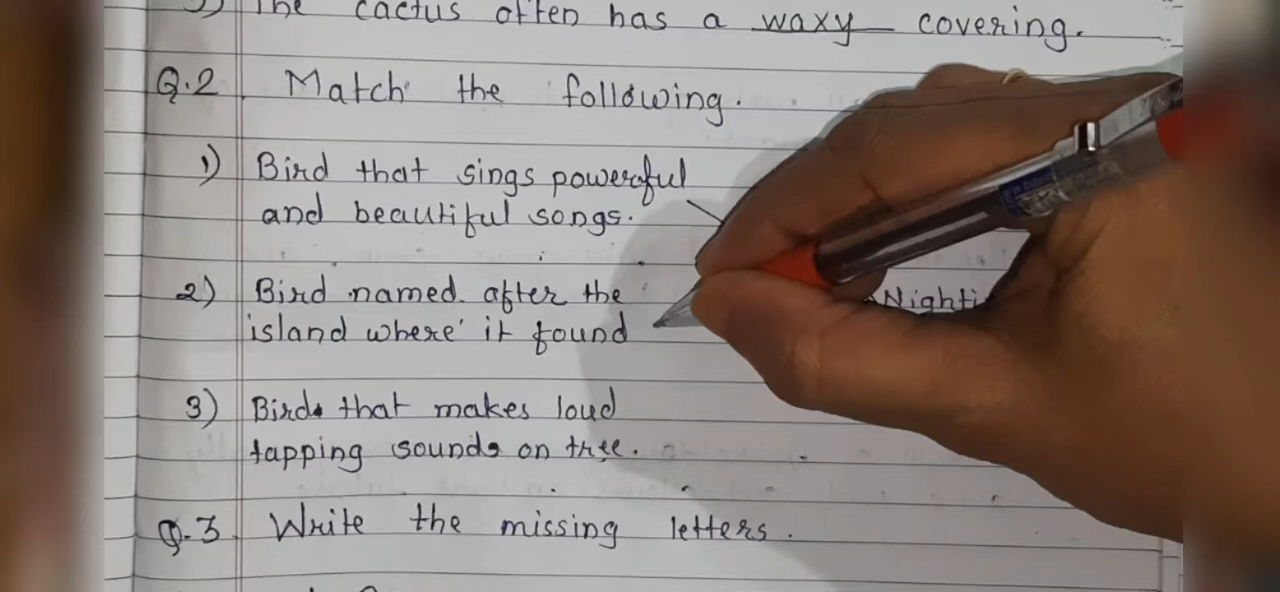 The cactus often has a waxy covering.
Q.2 Match the following.
1) Bird that sings powerful
and beautiful songs.
2) Bird named after the
island where it found
Nighti
3) Birds that makes loud
tapping sounds on tree.
Q.3 Write the missing letters.